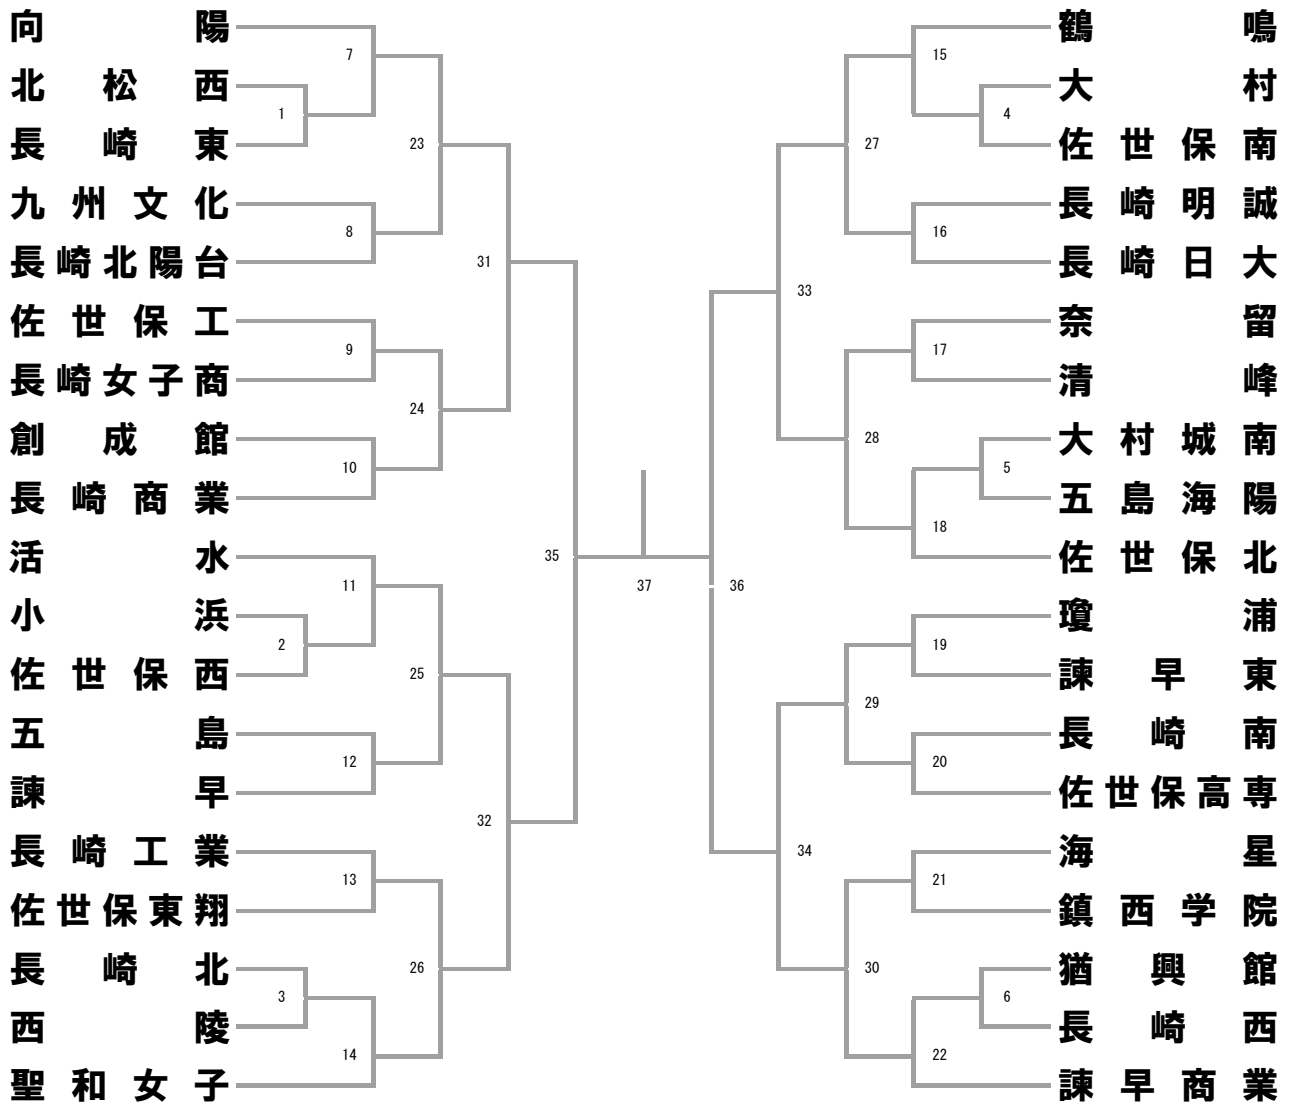 向陽
7
北松西
1
長崎東
23
九州文化
8
長崎北陽台
31
佐世保工
9
長崎女子商
24
創成館
10
長崎商業
35
活水
11
小浜
2
佐世保西
25
五島
12
諫早
32
長崎工業
13
佐世保東翔
長崎北
26
3
西陵
14
聖和女子
37
鶴鳴
15
大村
4
佐世保南
27
長崎明誠
16
長崎日大
33
奈留
17
清峰
28
大村城南
5
五島海陽
18
佐世保北
36
瓊浦
19
諫早東
29
長崎南
20
佐世保高専
34
海星
21
鎮西学院
猶興館
30
6
長崎西
22
諫早商業